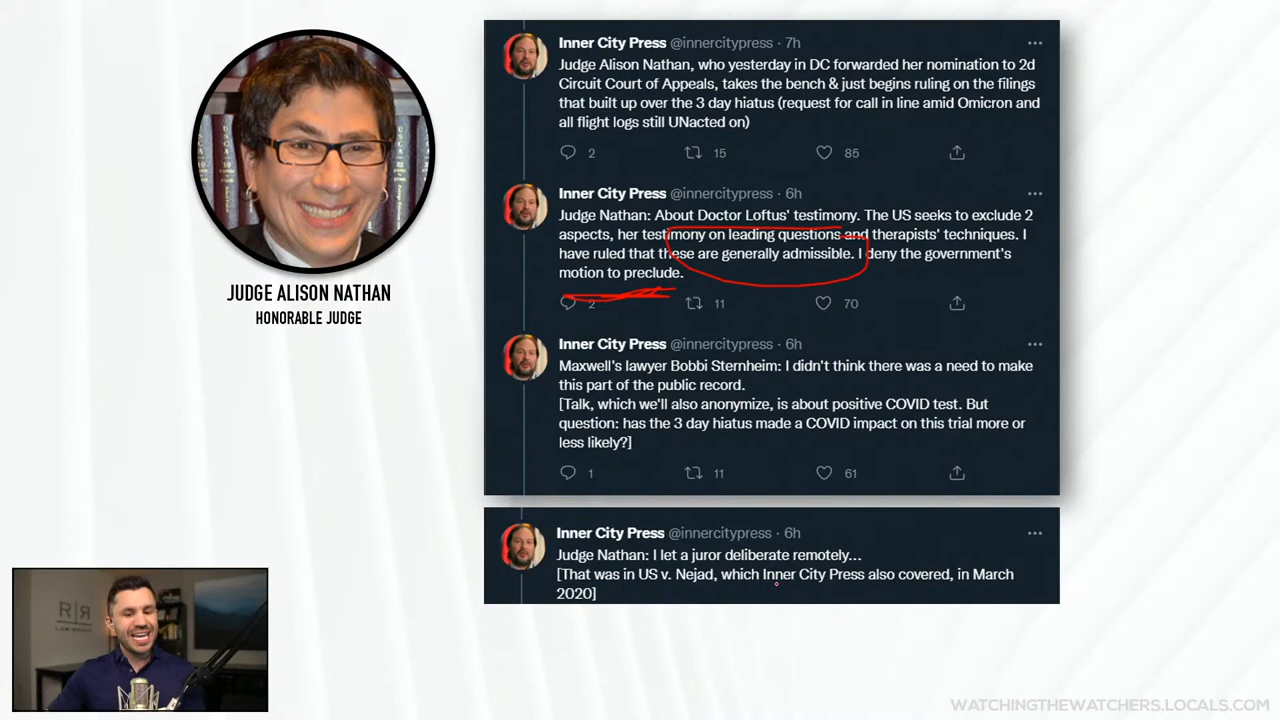 JUDGE ALISON NATHAN
HONORABLE JUDGE
Inner City Press @innercitypress · 7h
Judge Alison Nathan, who yesterday in DC forwarded her nomination to 2d
Circuit Court of Appeals, takes the bench & just begins ruling on the filings
that built up over the 3 day hiatus (request for call in line amid Omicron and
all flight logs still UNacted on)
2 15 85
Inner City Press @innercitypress · 6h
Judge Nathan: About Doctor Loftus' testimony. The US seeks to exclude 2
aspects, her testimony on leading questions and therapists' techniques. I
have ruled that these are generally admissible. I deny the government's
motion to preclude.
2 11 70
Inner City Press @innercitypress · 6h
Maxwell's lawyer Bobbi Sternheim: I didn't think there was a need to make
this part of the public record.
[Talk, which we'll also anonymize, is about positive COVID test. But
question: has the 3 day hiatus made a COVID impact on this trial more or
less likely?]
1 11 61
Inner City Press @innercitypress · 6h
Judge Nathan: I let a juror deliberate remotely...
[That was in US v. Nejad, which Inner City Press also covered, in March
2020]
R|R
LAW GROUP
WATCHINGTHEWATCHERS.LOCALS.COM